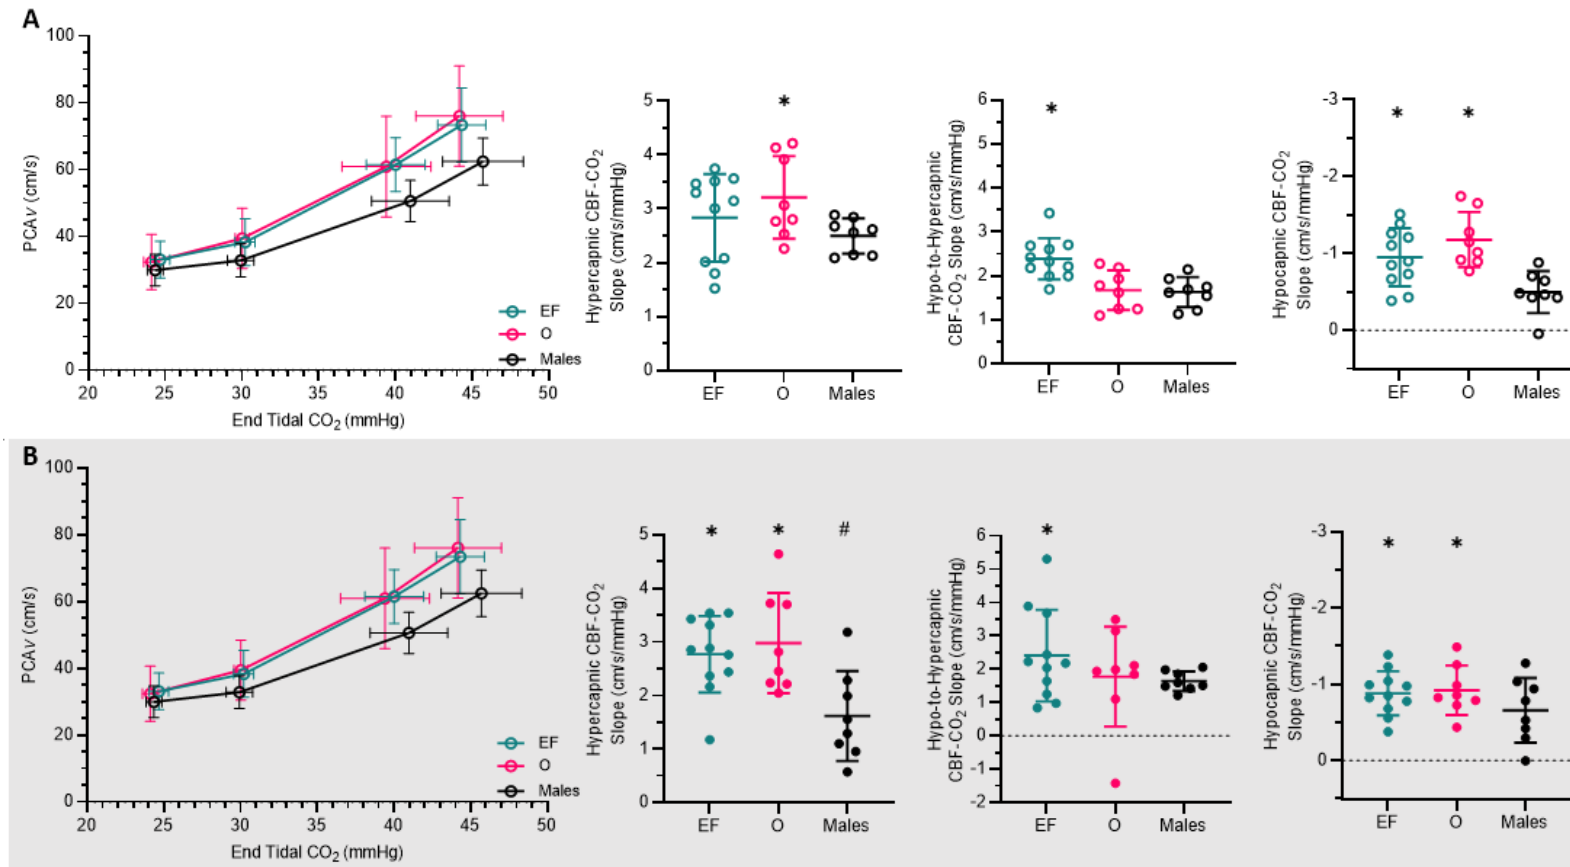 A
100
80
60
40
20
0
PCAv (cm/s)
20 25 30 35 40 45 50
End Tidal CO₂ (mmHg)
EF
O
Males
Hypercapnic CBF-CO₂
Slope (cm/s/mmHg)
5
4
3
2
1
0
*
EF O Males
Hypo-to-Hypercapnic
CBF-CO₂ Slope (cm/s/mmHg)
6
5
4
3
2
1
0
*
EF O Males
Hypocapnic CBF-CO₂
Slope (cm/s/mmHg)
-3
-2
-1
0
* *
EF O Males
B
100
80
60
40
20
0
PCAv (cm/s)
20 25 30 35 40 45 50
End Tidal CO₂ (mmHg)
EF
O
Males
Hypercapnic CBF-CO₂
Slope (cm/s/mmHg)
5
4
3
2
1
0
* * #
EF O Males
Hypo-to-Hypercapnic
CBF-CO₂ Slope (cm/s/mmHg)
6
5
4
3
2
1
0
-1
-2
*
EF O Males
Hypocapnic CBF-CO₂
Slope (cm/s/mmHg)
-3
-2
-1
0
* *
EF O Males